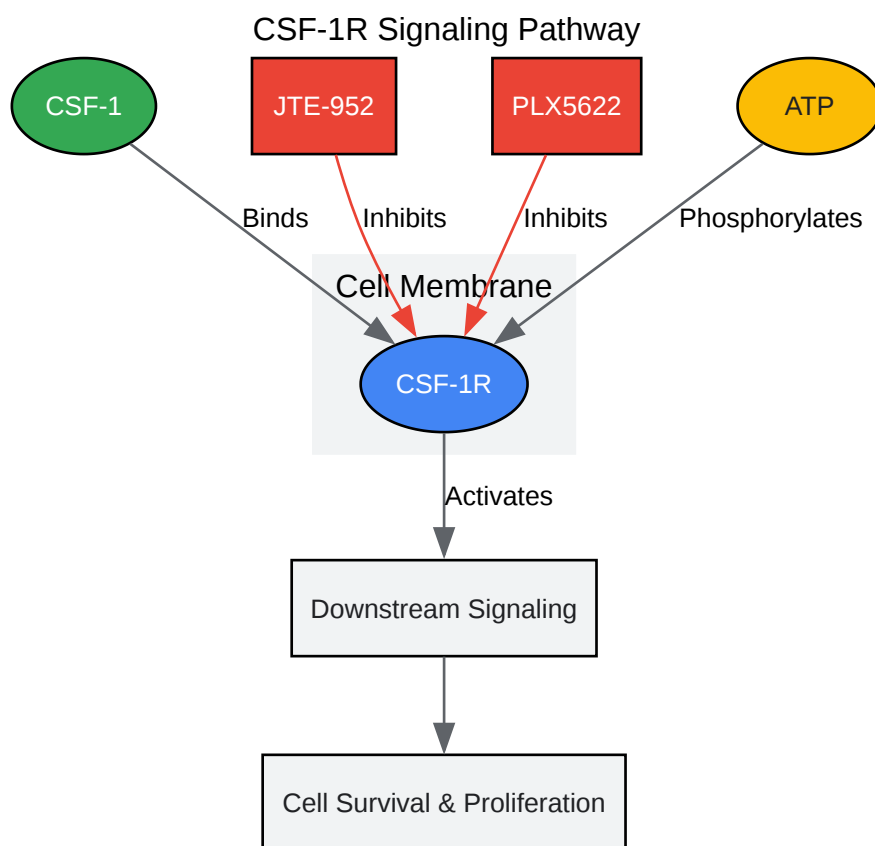 CSF-1R Signaling Pathway
CSF-1
JTE-952
PLX5622
ATP
Binds
Inhibits
Inhibits
Phosphorylates
Cell Membrane
CSF-1R
Activates
Downstream Signaling
Cell Survival & Proliferation